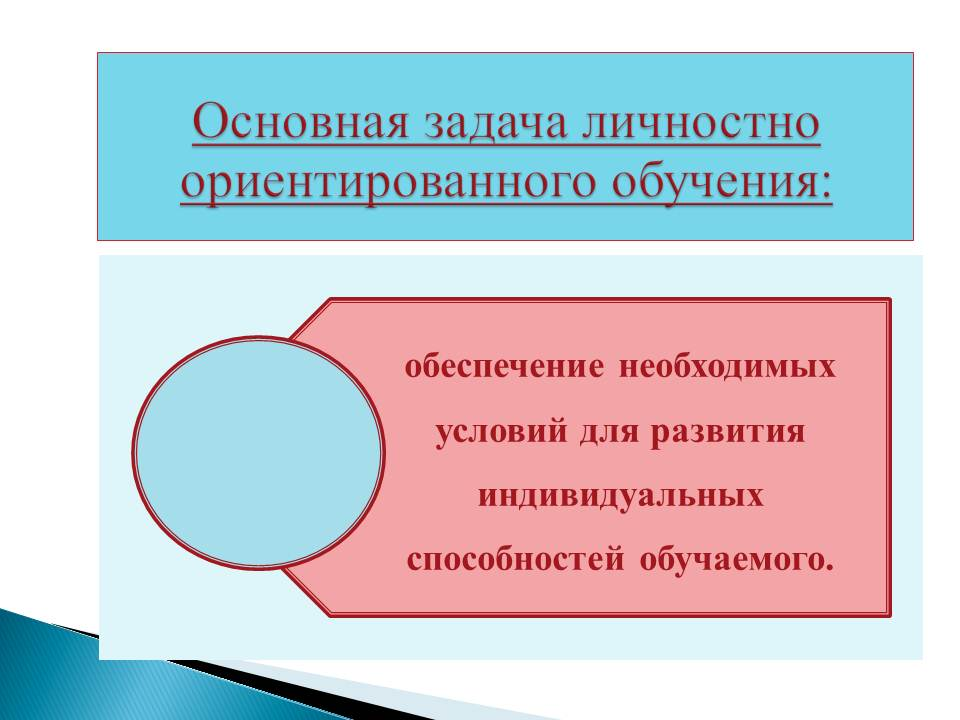 Основная задача личностно
ориентированного обучения:
обеспечение необходимых
условий для развития
индивидуальных
способностей обучаемого.